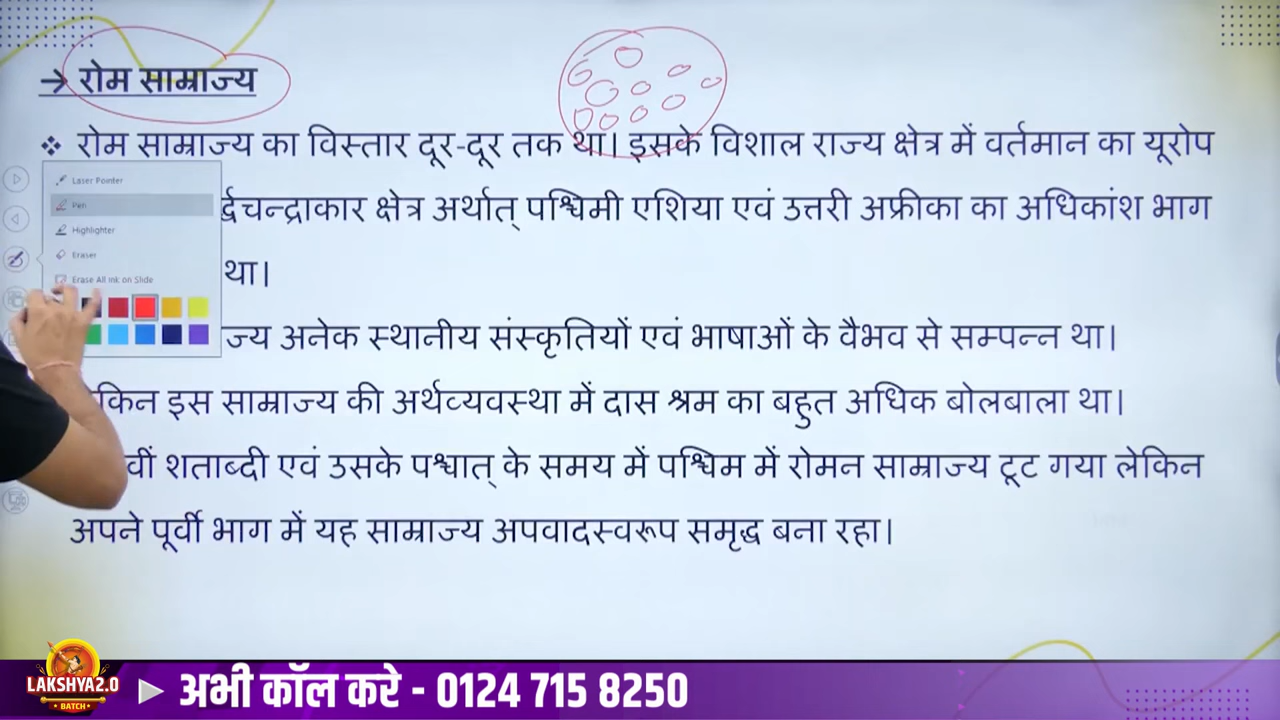 → रोम साम्राज्य
❖ रोम साम्राज्य का विस्तार दूर-दूर तक था। इसके विशाल राज्य क्षेत्र में वर्तमान का यूरोप
र्द्धचन्द्राकार क्षेत्र अर्थात् पश्चिमी एशिया एवं उत्तरी अफ्रीका का अधिकांश भाग
था।
ज्य अनेक स्थानीय संस्कृतियों एवं भाषाओं के वैभव से सम्पन्न था।
किन इस साम्राज्य की अर्थव्यवस्था में दास श्रम का बहुत अधिक बोलबाला था।
वीं शताब्दी एवं उसके पश्चात् के समय में पश्चिम में रोमन साम्राज्य टूट गया लेकिन
अपने पूर्वी भाग में यह साम्राज्य अपवादस्वरूप समृद्ध बना रहा।
Laser Pointer
Pen
Highlighter
Eraser
Erase All Ink on Slide
LAKSHYA2.0
BATCH
अभी कॉल करे - 0124 715 8250